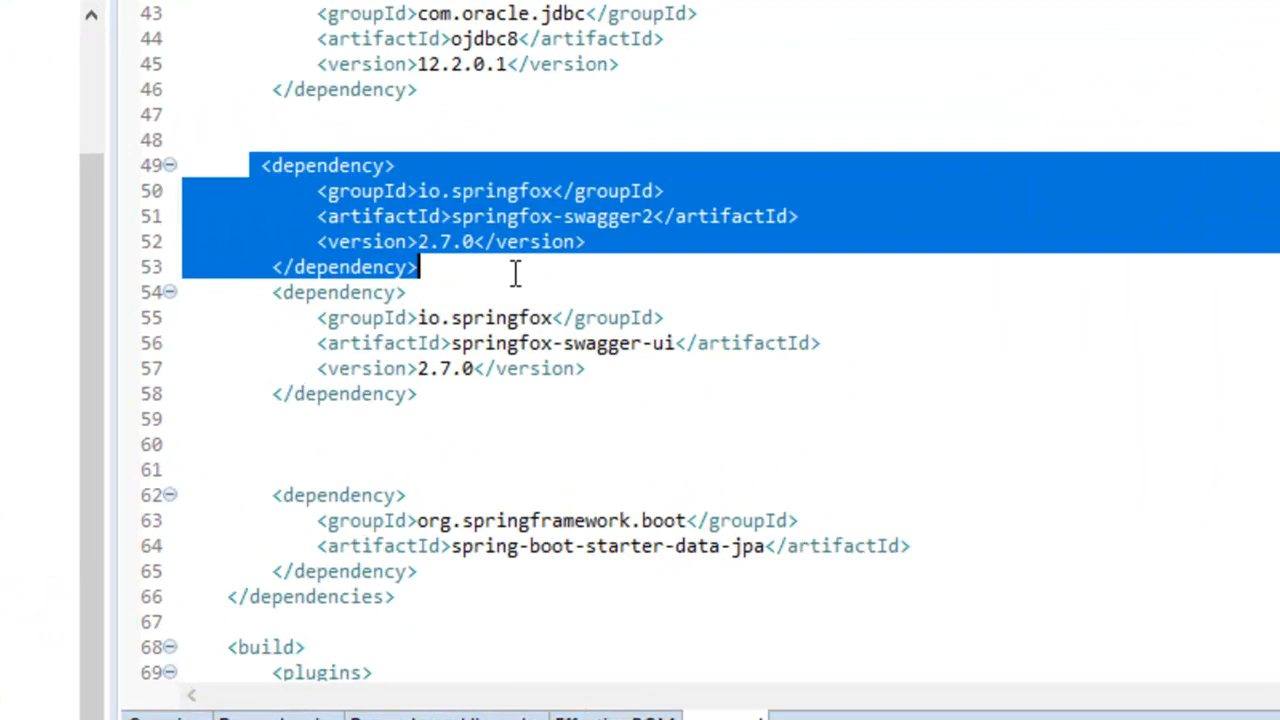 43 <groupId>com.oracle.jdbc</groupId>
44 <artifactId>ojdbc8</artifactId>
45 <version>12.2.0.1</version>
46 </dependency>
47
48
49 <dependency>
50 <groupId>io.springfox</groupId>
51 <artifactId>springfox-swagger2</artifactId>
52 <version>2.7.0</version>
53 </dependency>
54 <dependency>
55 <groupId>io.springfox</groupId>
56 <artifactId>springfox-swagger-ui</artifactId>
57 <version>2.7.0</version>
58 </dependency>
59
60
61
62 <dependency>
63 <groupId>org.springframework.boot</groupId>
64 <artifactId>spring-boot-starter-data-jpa</artifactId>
65 </dependency>
66 </dependencies>
67
68 <build>
69 <plugins>